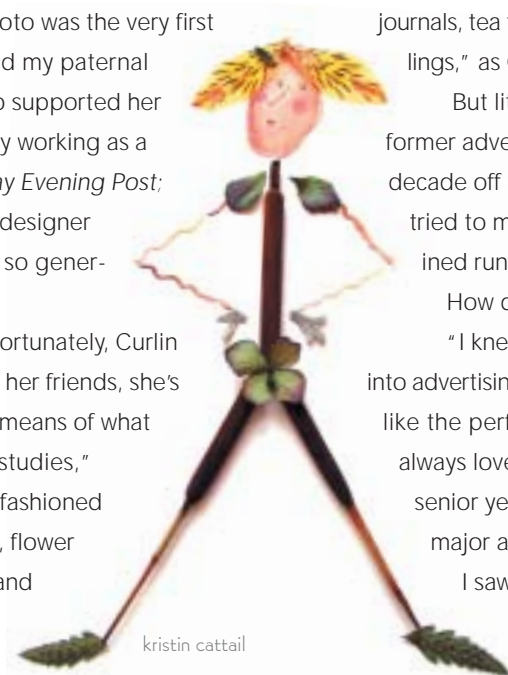 oto was the very first
d my paternal
o supported her
y working as a
ay Evening Post;
designer
so gener-
ortunately, Curlin
her friends, she's
means of what
studies,"
fashioned
, flower
and
kristin cattail
journals, tea
lings," as
But lit
former adve
decade off
tried to m
ined run
How
"I kne
into advertisin
like the perf
always love
senior ye
major a
I saw